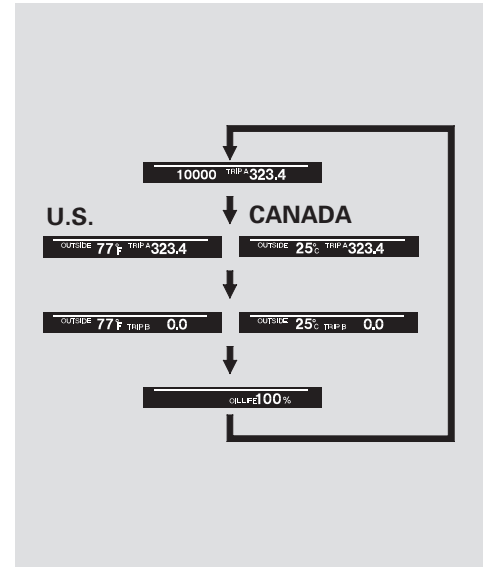 10000 TRIP A 323.4
U.S.
CANADA
OUTSIDE 77°F TRIP A 323.4
OUTSIDE 25°C TRIP A 323.4
OUTSIDE 77°F TRIP B 0.0
OUTSIDE 25°C TRIP B 0.0
OIL LIFE 100 %